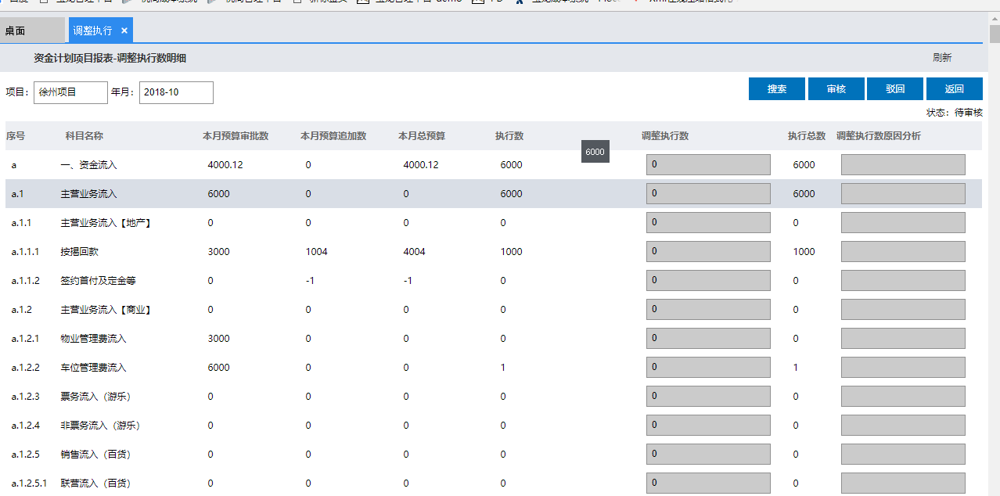 桌面 调整执行 ×
资金计划项目报表-调整执行数明细 刷新
项目： 徐州项目 年月： 2018-10 搜索 审核 驳回 返回
状态：待审核
序号 科目名称 本月预算审批数 本月预算追加数 本月总预算 执行数 调整执行数 执行总数 调整执行数原因分析
6000
a 一、资金流入 4000.12 0 4000.12 6000 0 6000
a.1 主营业务流入 6000 0 0 6000 0 6000
a.1.1 主营业务流入【地产】 0 0 0 0 0 0
a.1.1.1 按揭回款 3000 1004 4004 1000 0 1000
a.1.1.2 签约首付及定金等 0 -1 -1 0 0 0
a.1.2 主营业务流入【商业】 0 0 0 0 0 0
a.1.2.1 物业管理费流入 3000 0 0 0 0 0
a.1.2.2 车位管理费流入 6000 0 0 1 0 1
a.1.2.3 票务流入（游乐） 0 0 0 0 0 0
a.1.2.4 非票务流入（游乐） 0 0 0 0 0 0
a.1.2.5 销售流入（百货） 0 0 0 0 0 0
a.1.2.5.1 联营流入（百货） 0 0 0 0 0 0